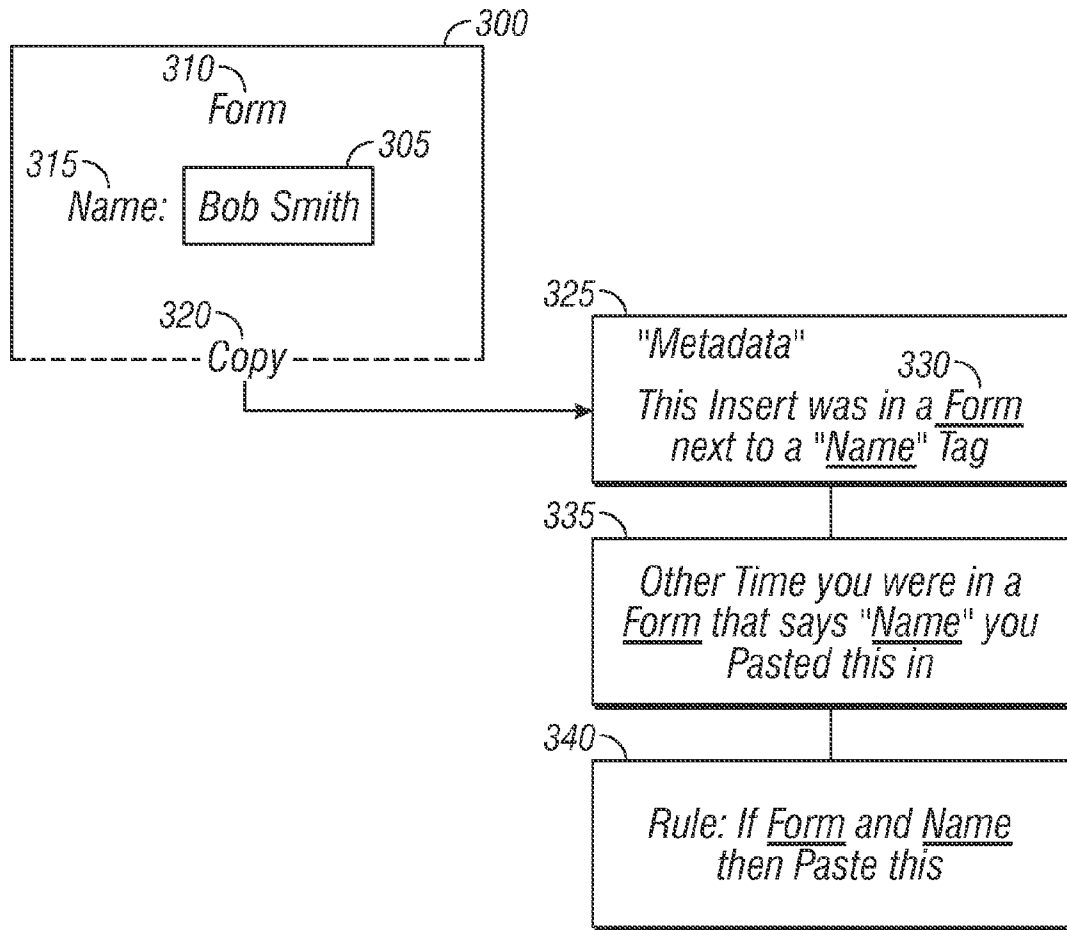 300
310
Form
305
315
Name: Bob Smith
320
Copy
325
"Metadata"
330
This Insert was in a Form
next to a "Name" Tag
335
Other Time you were in a
Form that says "Name" you
Pasted this in
340
Rule: If Form and Name
then Paste this